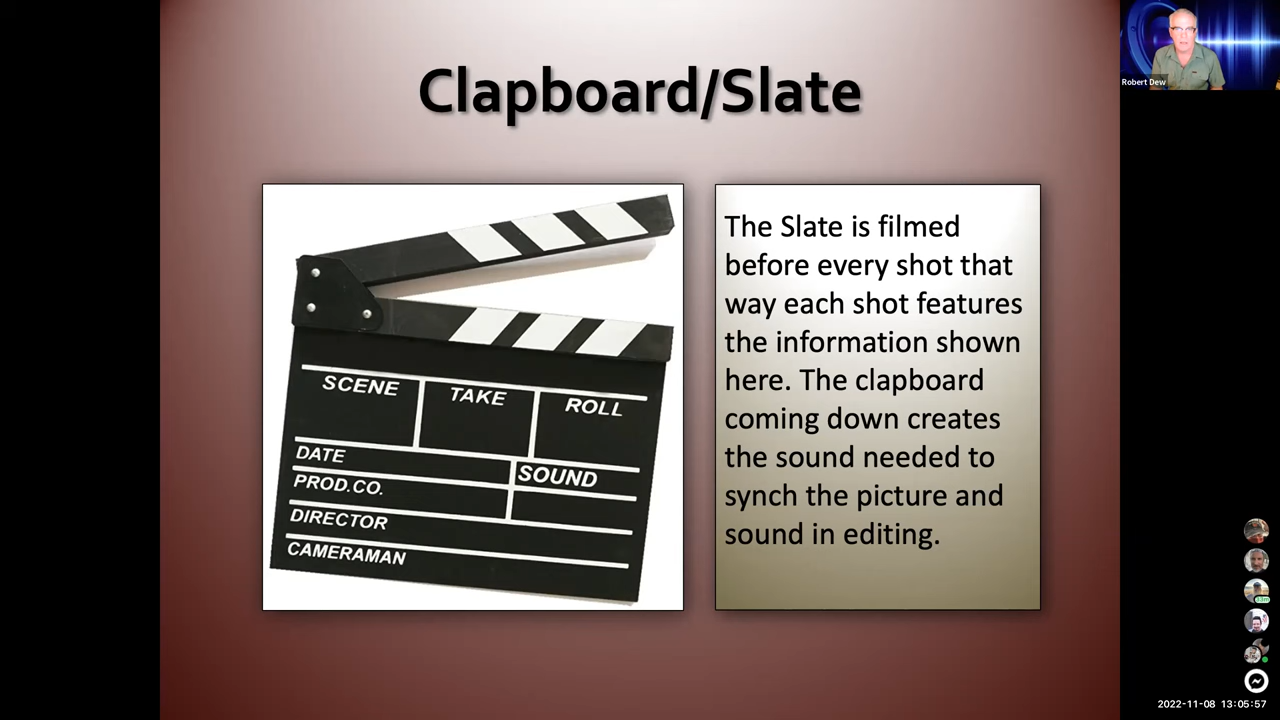 Clapboard/Slate
Robert Dew
SCENE
TAKE
ROLL
DATE
SOUND
PROD.CO.
DIRECTOR
CAMERAMAN
The Slate is filmed
before every shot that
way each shot features
the information shown
here. The clapboard
coming down creates
the sound needed to
synch the picture and
sound in editing.
2022-11-08 13:05:57